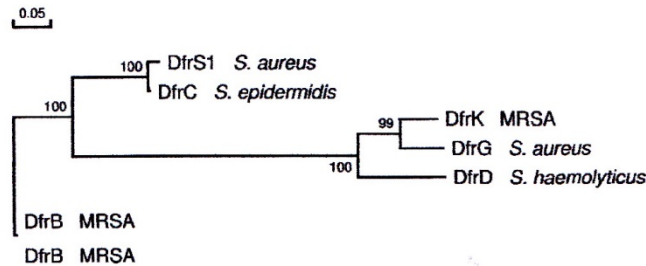 0.05
100 DfrS1 S. aureus
DfrC S. epidermidis
100
DfrK MRSA
99
DfrG S. aureus
100
DfrD S. haemolyticus
DfrB MRSA
DfrB MRSA